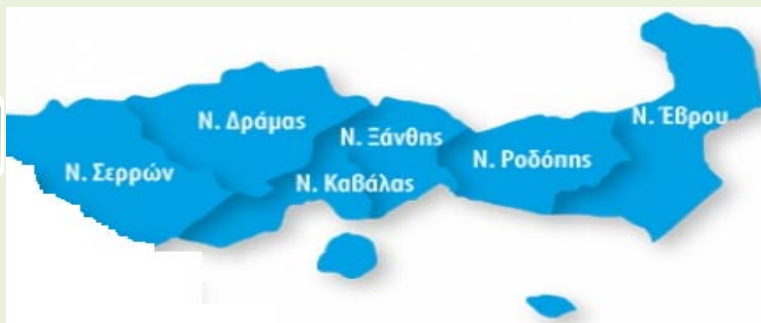 Ν. Έβρου
Ν. Δράμας
Ν. Ξάνθης
Ν. Ροδόπης
Ν. Σερρών
Ν. Καβάλας